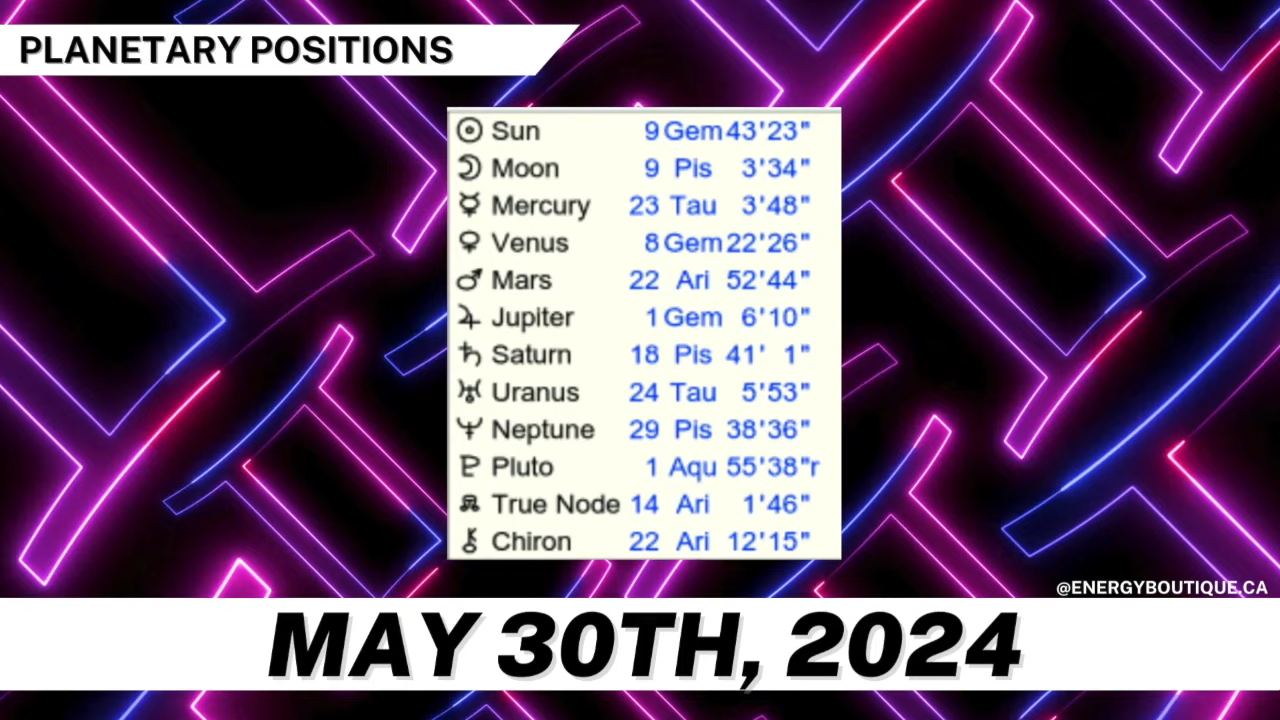 PLANETARY POSITIONS
Sun 9 Gem 43'23"
Moon 9 Pis 3'34"
Mercury 23 Tau 3'48"
Venus 8 Gem 22'26"
Mars 22 Ari 52'44"
Jupiter 1 Gem 6'10"
Saturn 18 Pis 41' 1"
Uranus 24 Tau 5'53"
Neptune 29 Pis 38'36"
Pluto 1 Aqu 55'38"r
True Node 14 Ari 1'46"
Chiron 22 Ari 12'15"
@ENERGYBOUTIQUE.CA
MAY 30TH, 2024